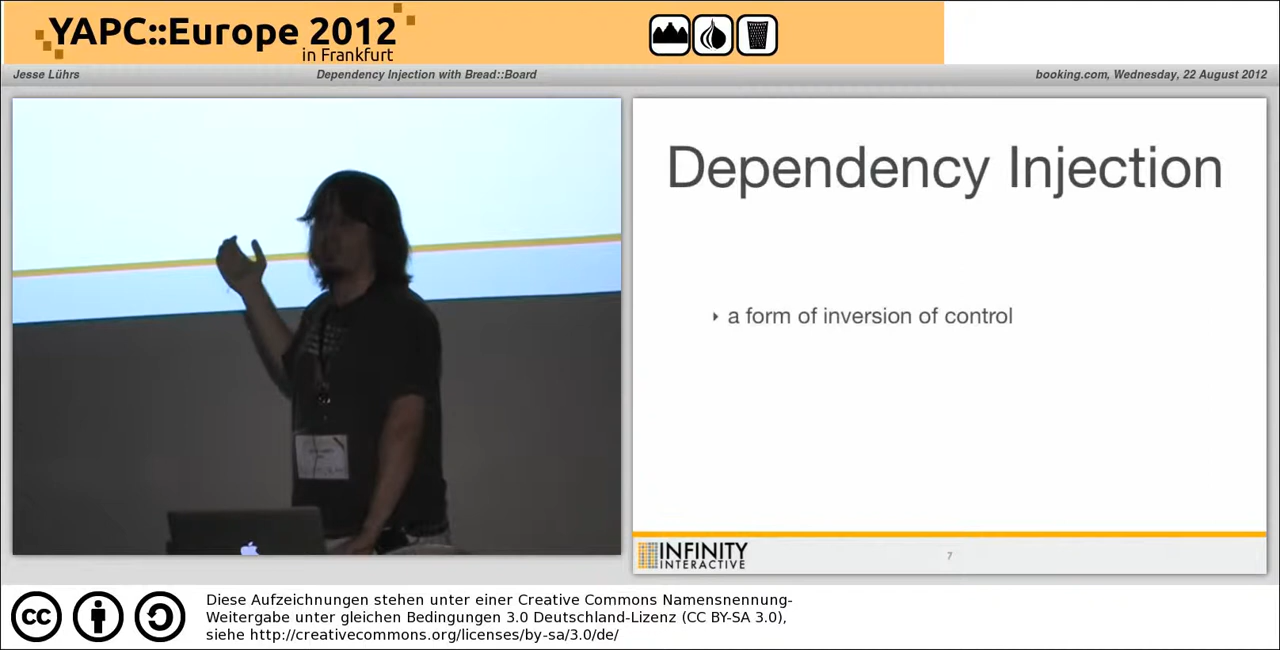 YAPC::Europe 2012
in Frankfurt
Jesse Lührs
Dependency Injection with Bread::Board
booking.com, Wednesday, 22 August 2012
Dependency Injection
a form of inversion of control
INFINITY
INTERACTIVE
7
cc
Diese Aufzeichnungen stehen unter einer Creative Commons Namensnennung-
Weitergabe unter gleichen Bedingungen 3.0 Deutschland-Lizenz (CC BY-SA 3.0),
siehe http://creativecommons.org/licenses/by-sa/3.0/de/